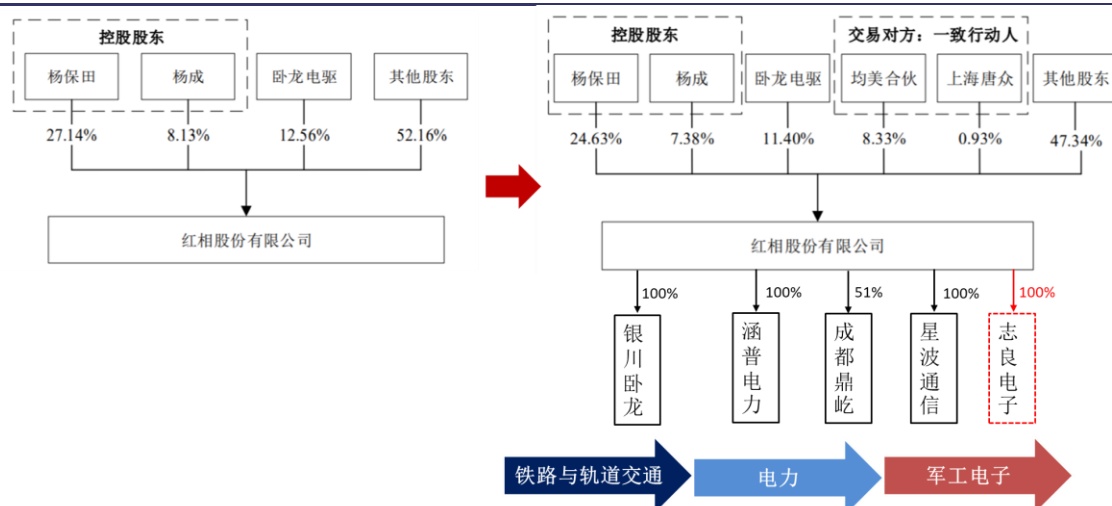 控股股东
杨保田
杨成
卧龙电驱
其他股东
27.14%
8.13%
12.56%
52.16%
红相股份有限公司
控股股东
交易对方：一致行动人
杨保田
杨成
卧龙电驱
均美合伙
上海唐众
其他股东
24.63%
7.38%
11.40%
8.33%
0.93%
47.34%
红相股份有限公司
100%
100%
51%
100%
100%
银川卧龙
涵普电力
成都鼎屹
星波通信
志良电子
铁路与轨道交通
电力
军工电子